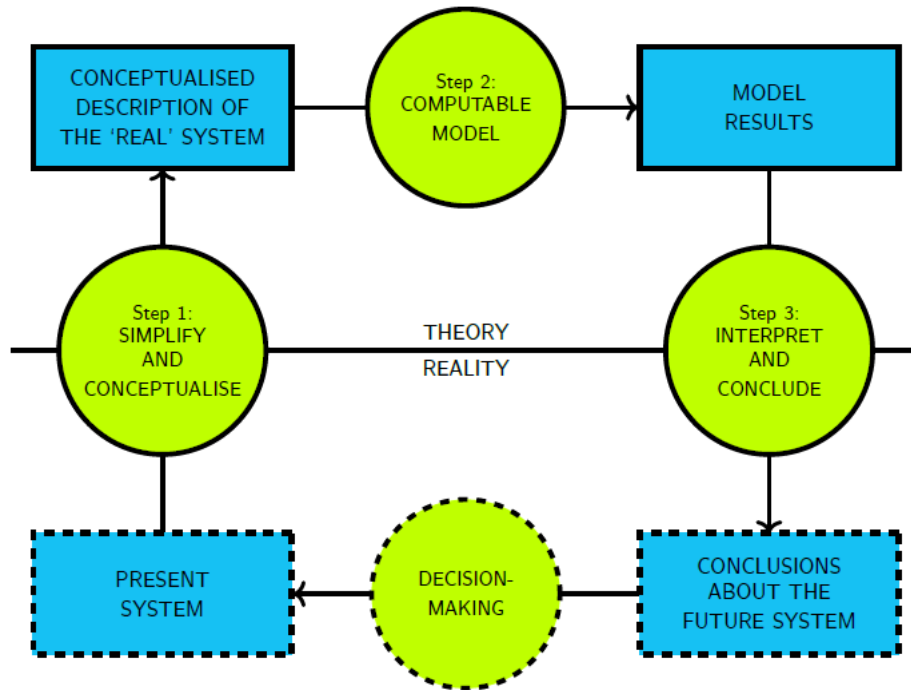 CONCEPTUALISED
DESCRIPTION OF
THE ‘REAL’ SYSTEM
Step 2:
COMPUTABLE
MODEL
MODEL
RESULTS
Step 1:
SIMPLIFY
AND
CONCEPTUALISE
THEORY
REALITY
Step 3:
INTERPRET
AND
CONCLUDE
PRESENT
SYSTEM
DECISION-
MAKING
CONCLUSIONS
ABOUT THE
FUTURE SYSTEM